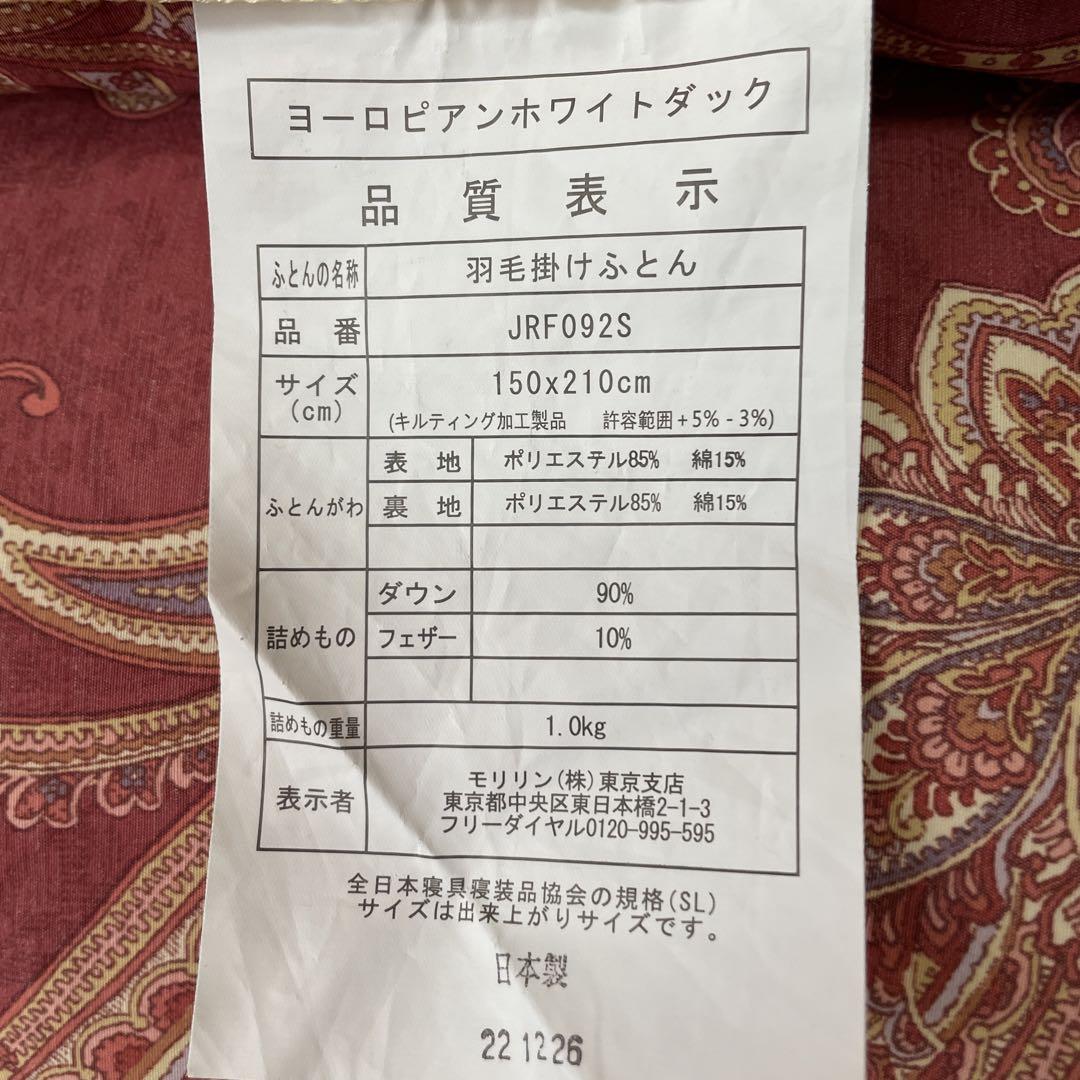 ヨーロピアンホワイトダック
品質表示
ふとんの名称 羽毛掛けふとん
品番 JRF092S
サイズ(cm) 150x210cm
(キルティング加工製品 許容範囲+5% - 3%)
ふとんがわ 表地 ポリエステル85% 綿15%
裏地 ポリエステル85% 綿15%
詰めもの ダウン 90%
フェザー 10%
詰めもの重量 1.0kg
表示者 モリリン(株)東京支店
東京都中央区東日本橋2-1-3
フリーダイヤル0120-995-595
全日本寝具寝装品協会の規格(SL)
サイズは出来上がりサイズです。
日本製
22 12 26